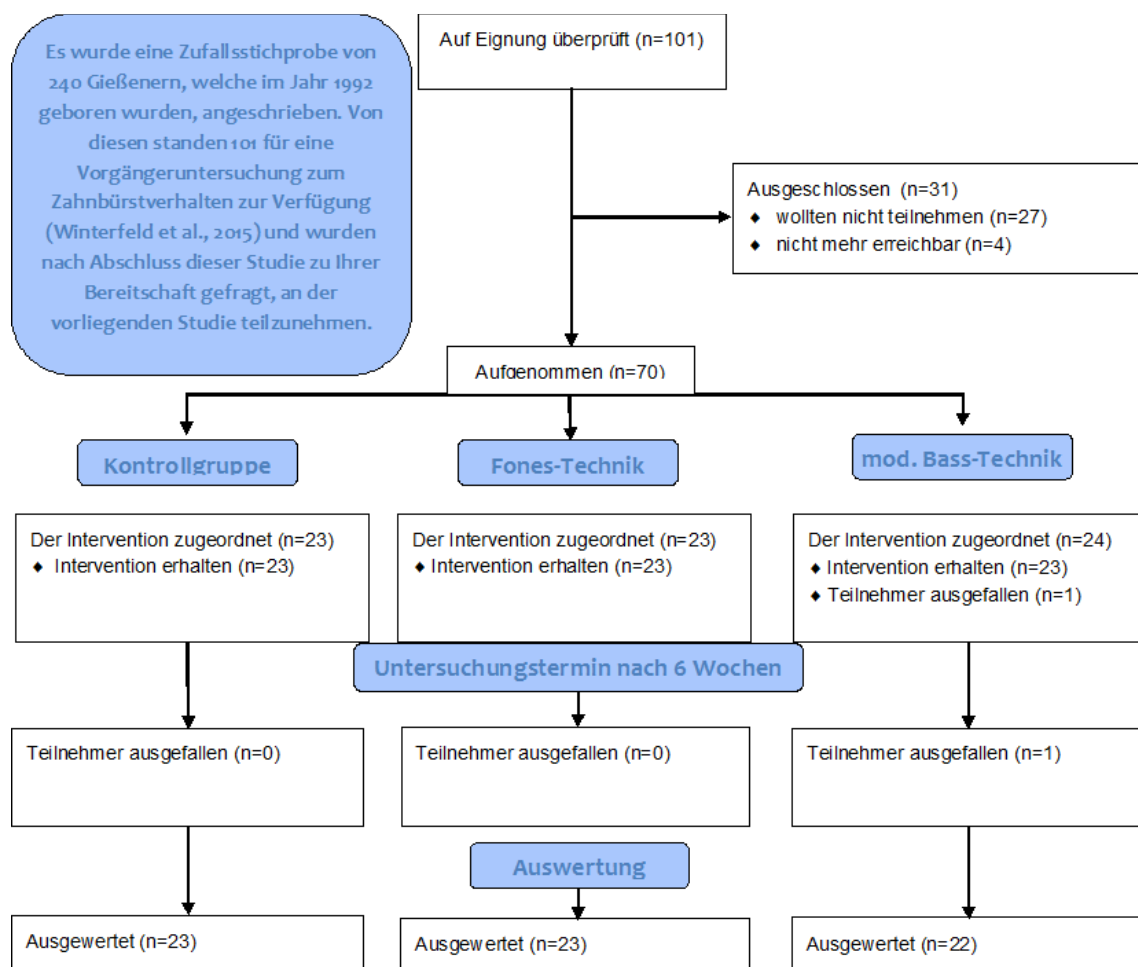 Es wurde eine Zufallsstichprobe von
240 Gießenern, welche im Jahr 1992
geboren wurden, angeschrieben. Von
diesen standen 101 für eine
Vorgängeruntersuchung zum
Zahnbürstverhalten zur Verfügung
(Winterfeld et al., 2015) und wurden
nach Abschluss dieser Studie zu Ihrer
Bereitschaft gefragt, an der
vorliegenden Studie teilzunehmen.
Auf Eignung überprüft (n=101)
Ausgeschlossen (n=31)
♦ wollten nicht teilnehmen (n=27)
♦ nicht mehr erreichbar (n=4)
Aufgenommen (n=70)
Kontrollgruppe
Fones-Technik
mod. Bass-Technik
Der Intervention zugeordnet (n=23)
♦ Intervention erhalten (n=23)
Der Intervention zugeordnet (n=23)
♦ Intervention erhalten (n=23)
Der Intervention zugeordnet (n=24)
♦ Intervention erhalten (n=23)
♦ Teilnehmer ausgefallen (n=1)
Untersuchungstermin nach 6 Wochen
Teilnehmer ausgefallen (n=0)
Teilnehmer ausgefallen (n=0)
Teilnehmer ausgefallen (n=1)
Auswertung
Ausgewertet (n=23)
Ausgewertet (n=23)
Ausgewertet (n=22)